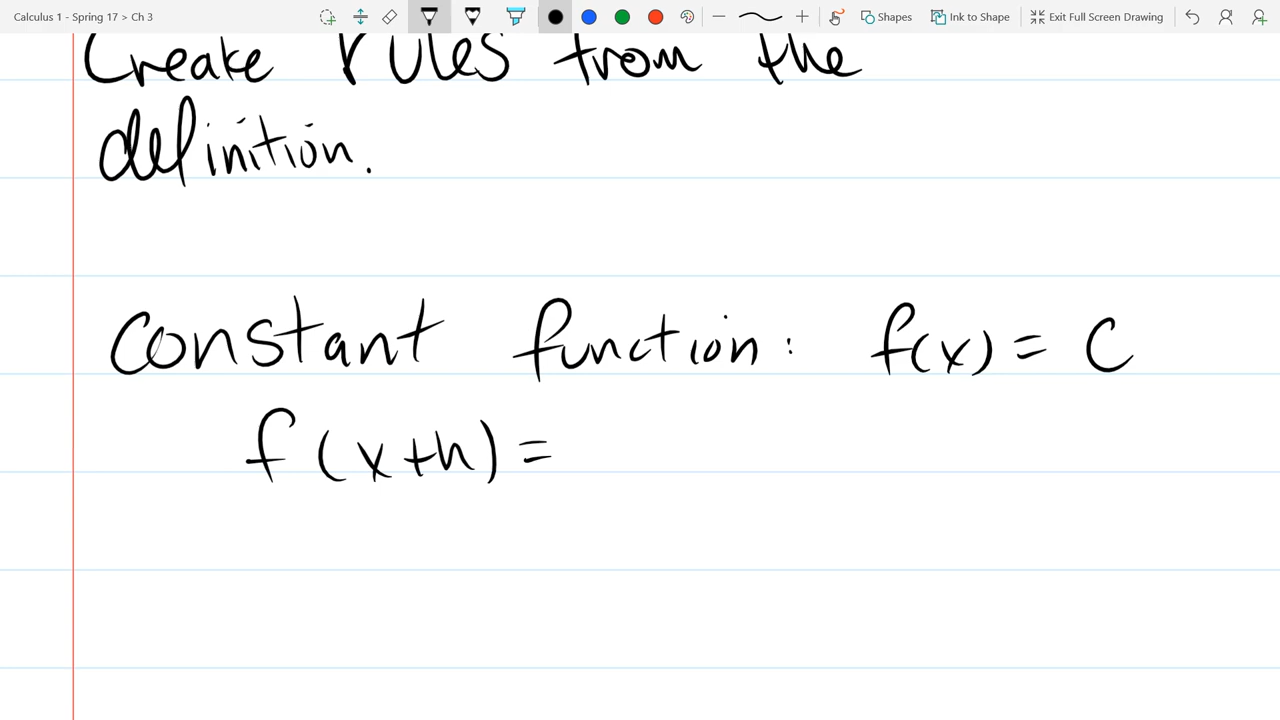 Calculus 1 - Spring 17 > Ch 3
Shapes
Ink to Shape
Exit Full Screen Drawing
Create rules from the
definition.
Constant function: f(x) = C
f(x+h) =